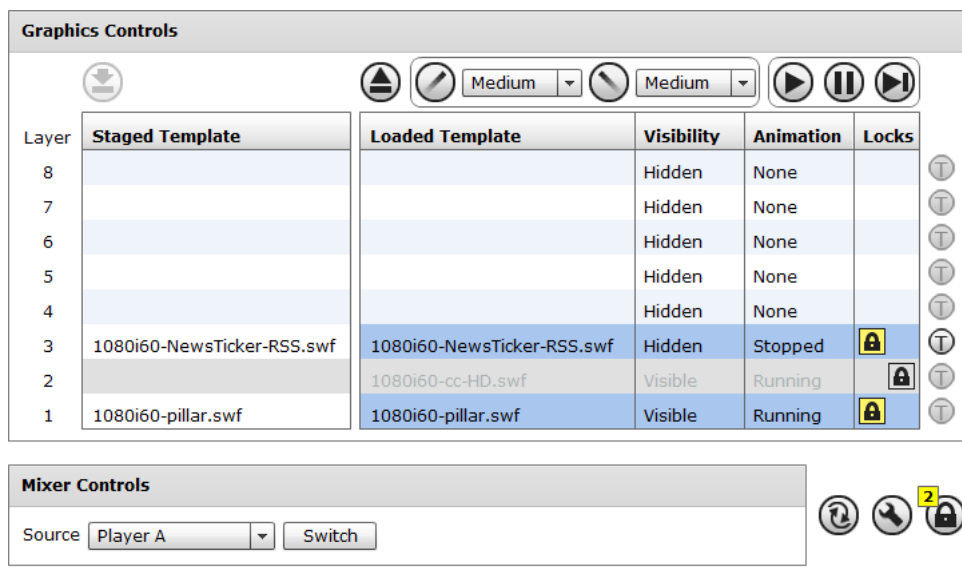 Graphics Controls
Medium Medium
Layer Staged Template Loaded Template Visibility Animation Locks
8 Hidden None T
7 Hidden None T
6 Hidden None T
5 Hidden None T
4 Hidden None T
3 1080i60-NewsTicker-RSS.swf 1080i60-NewsTicker-RSS.swf Hidden Stopped T
2 1080i60-cc-HD.swf Visible Running T
1 1080i60-pillar.swf 1080i60-pillar.swf Visible Running T
Mixer Controls
2
Source Player A Switch